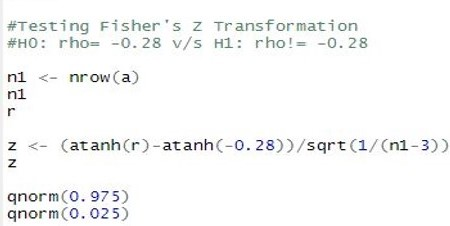 #Testing Fisher's Z Transformation
#H0: rho= -0.28 v/s H1: rho!= -0.28
n1 <- nrow(a)
n1
r
z <- (atanh(r)-atanh(-0.28))/sqrt(1/(n1-3))
z
qnorm(0.975)
qnorm(0.025)